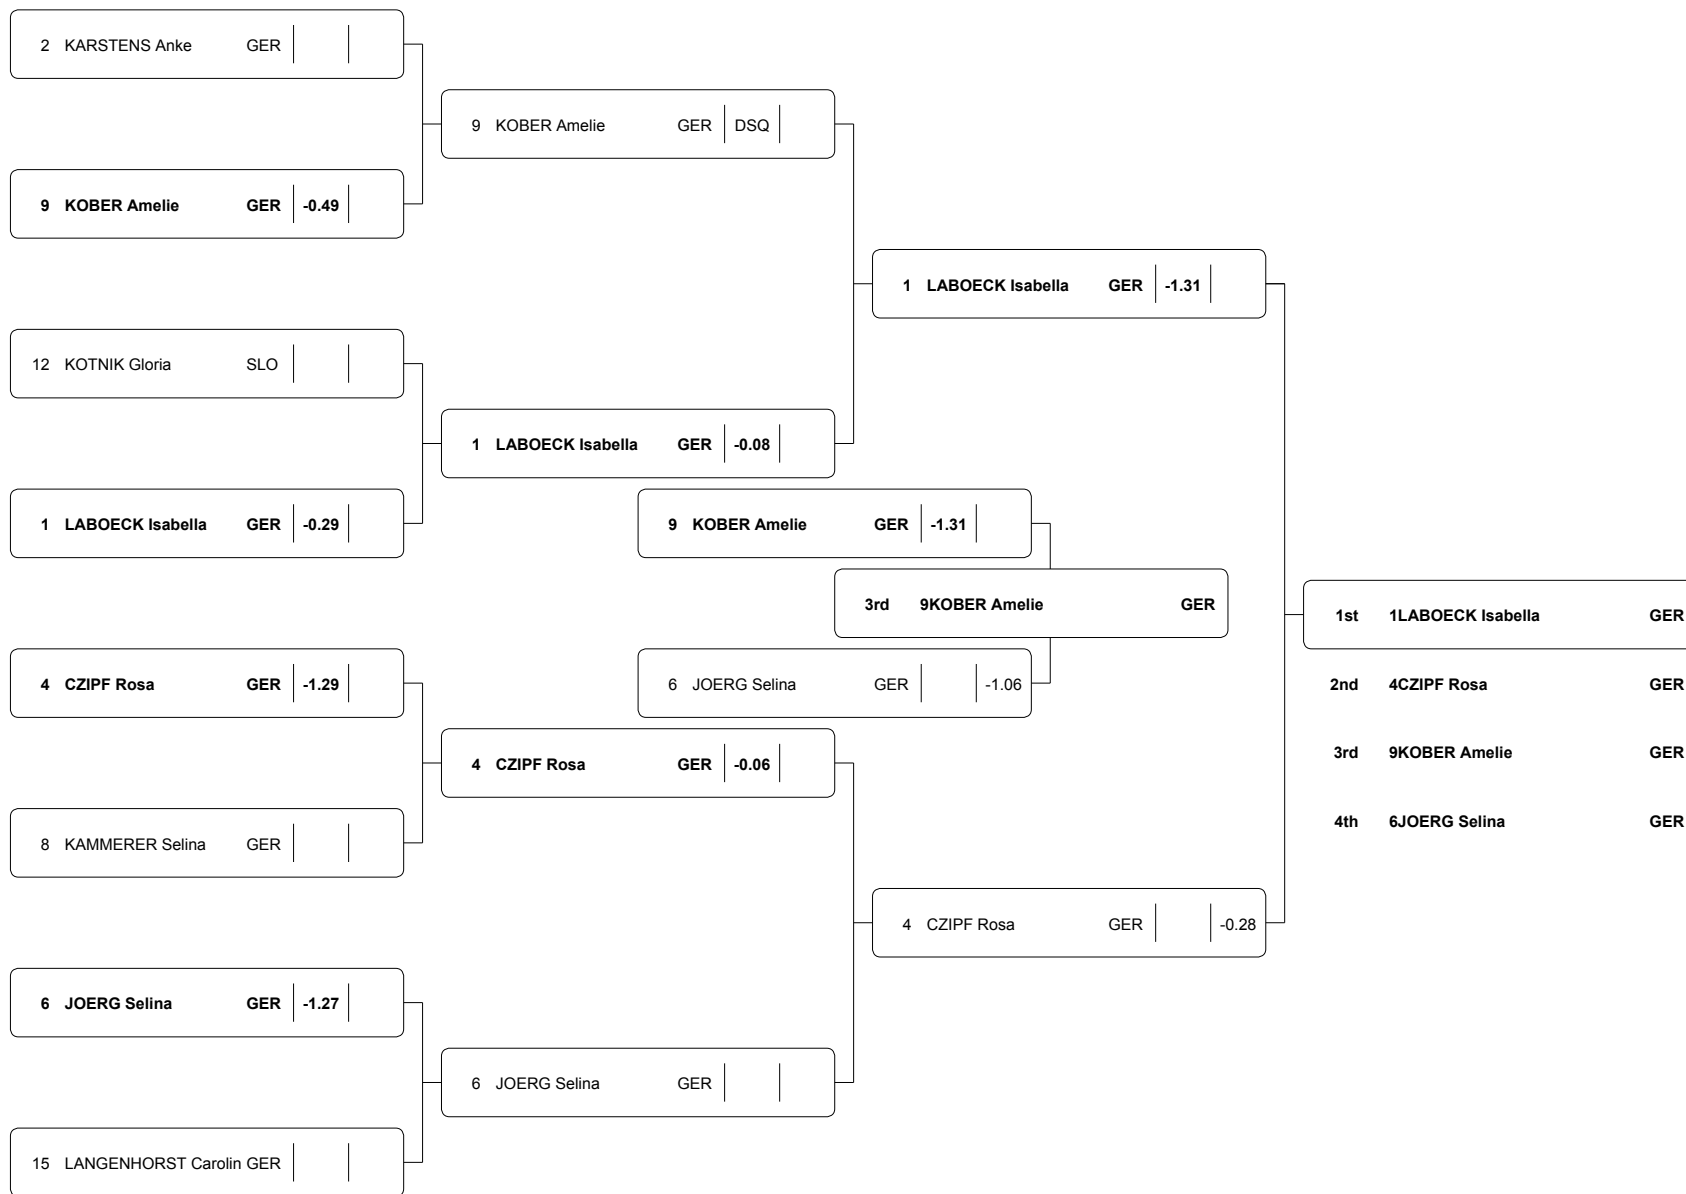 2 KARSTENS Anke GER
9 KOBER Amelie GER -0.49
12 KOTNIK Gloria SLO
1 LABOECK Isabella GER -0.29
4 CZIPF Rosa GER -1.29
8 KAMMERER Selina GER
6 JOERG Selina GER -1.27
15 LANGENHORST Carolin GER
9 KOBER Amelie GER DSQ
1 LABOECK Isabella GER -0.08
4 CZIPF Rosa GER -0.06
6 JOERG Selina GER
9 KOBER Amelie GER -1.31
3rd 9KOBER Amelie GER
6 JOERG Selina GER -1.06
1 LABOECK Isabella GER -1.31
4 CZIPF Rosa GER -0.28
1st 1LABOECK Isabella GER
2nd 4CZIPF Rosa GER
3rd 9KOBER Amelie GER
4th 6JOERG Selina GER